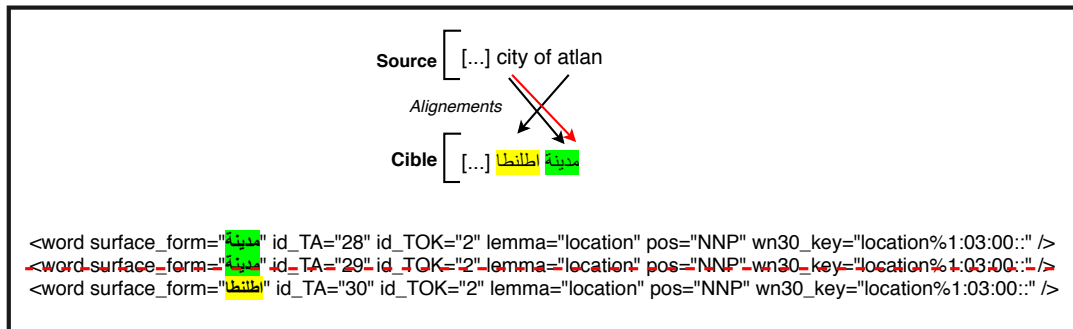 Source [...] city of atlan
Alignements
Cible [...] اطلنطا مدينة
<word surface_form="مدينة" id_TA="28" id_TOK="2" lemma="location" pos="NNP" wn30_key="location%1:03:00::" />
<word surface_form="مدينة" id_TA="29" id_TOK="2" lemma="location" pos="NNP" wn30_key="location%1:03:00::" />
<word surface_form="اطلنطا" id_TA="30" id_TOK="2" lemma="location" pos="NNP" wn30_key="location%1:03:00::" />